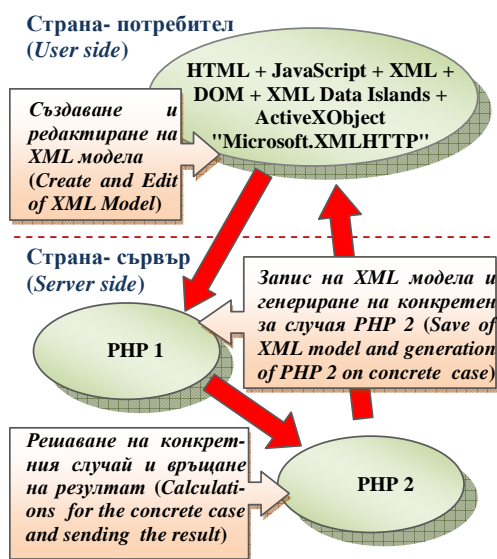 Страна- потребител
(User side)
HTML + JavaScript + XML +
DOM + XML Data Islands +
ActiveXObject
"Microsoft.XMLHTTP"
Създаване и
редактиране на
XML модела
(Create and Edit
of XML Model)
Страна- сървър
(Server side)
Запис на XML модела и
генериране на конкретен
за случая PHP 2 (Save of
XML model and generation
of PHP 2 on concrete case)
PHP 1
Решаване на конкрет-
ния случай и връщане
на резултат (Calculati-
ons for the concrete case
and sending the result)
PHP 2